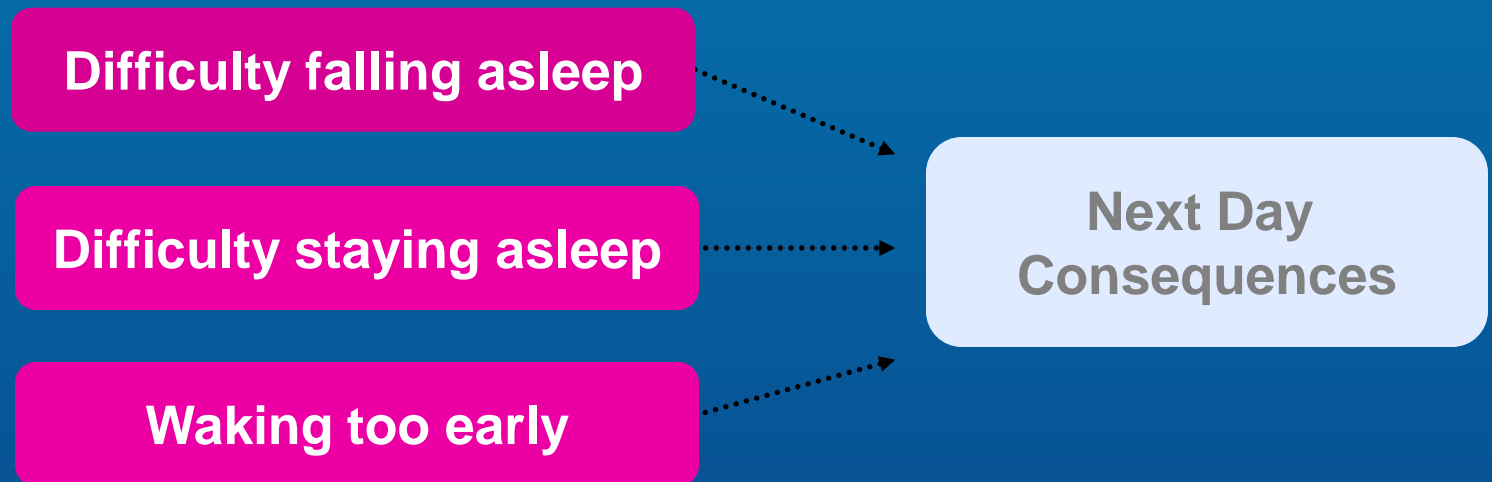 Difficulty falling asleep
Difficulty staying asleep
Waking too early
Next Day
Consequences